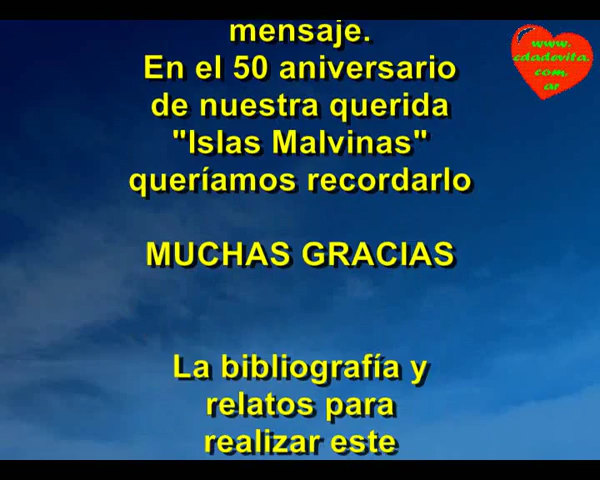 mensaje.
En el 50 aniversario
de nuestra querida
"Islas Malvinas"
queríamos recordarlo
MUCHAS GRACIAS
La bibliografía y
relatos para
realizar este
www.
cdadevita.
com.
ar